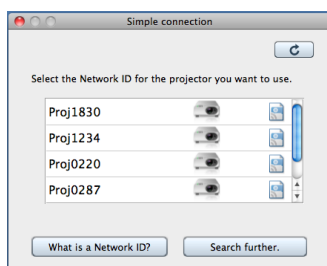 Simple connection
Select the Network ID for the projector you want to use.
Proj1830
Proj1234
Proj0220
Proj0287
What is a Network ID?
Search further.